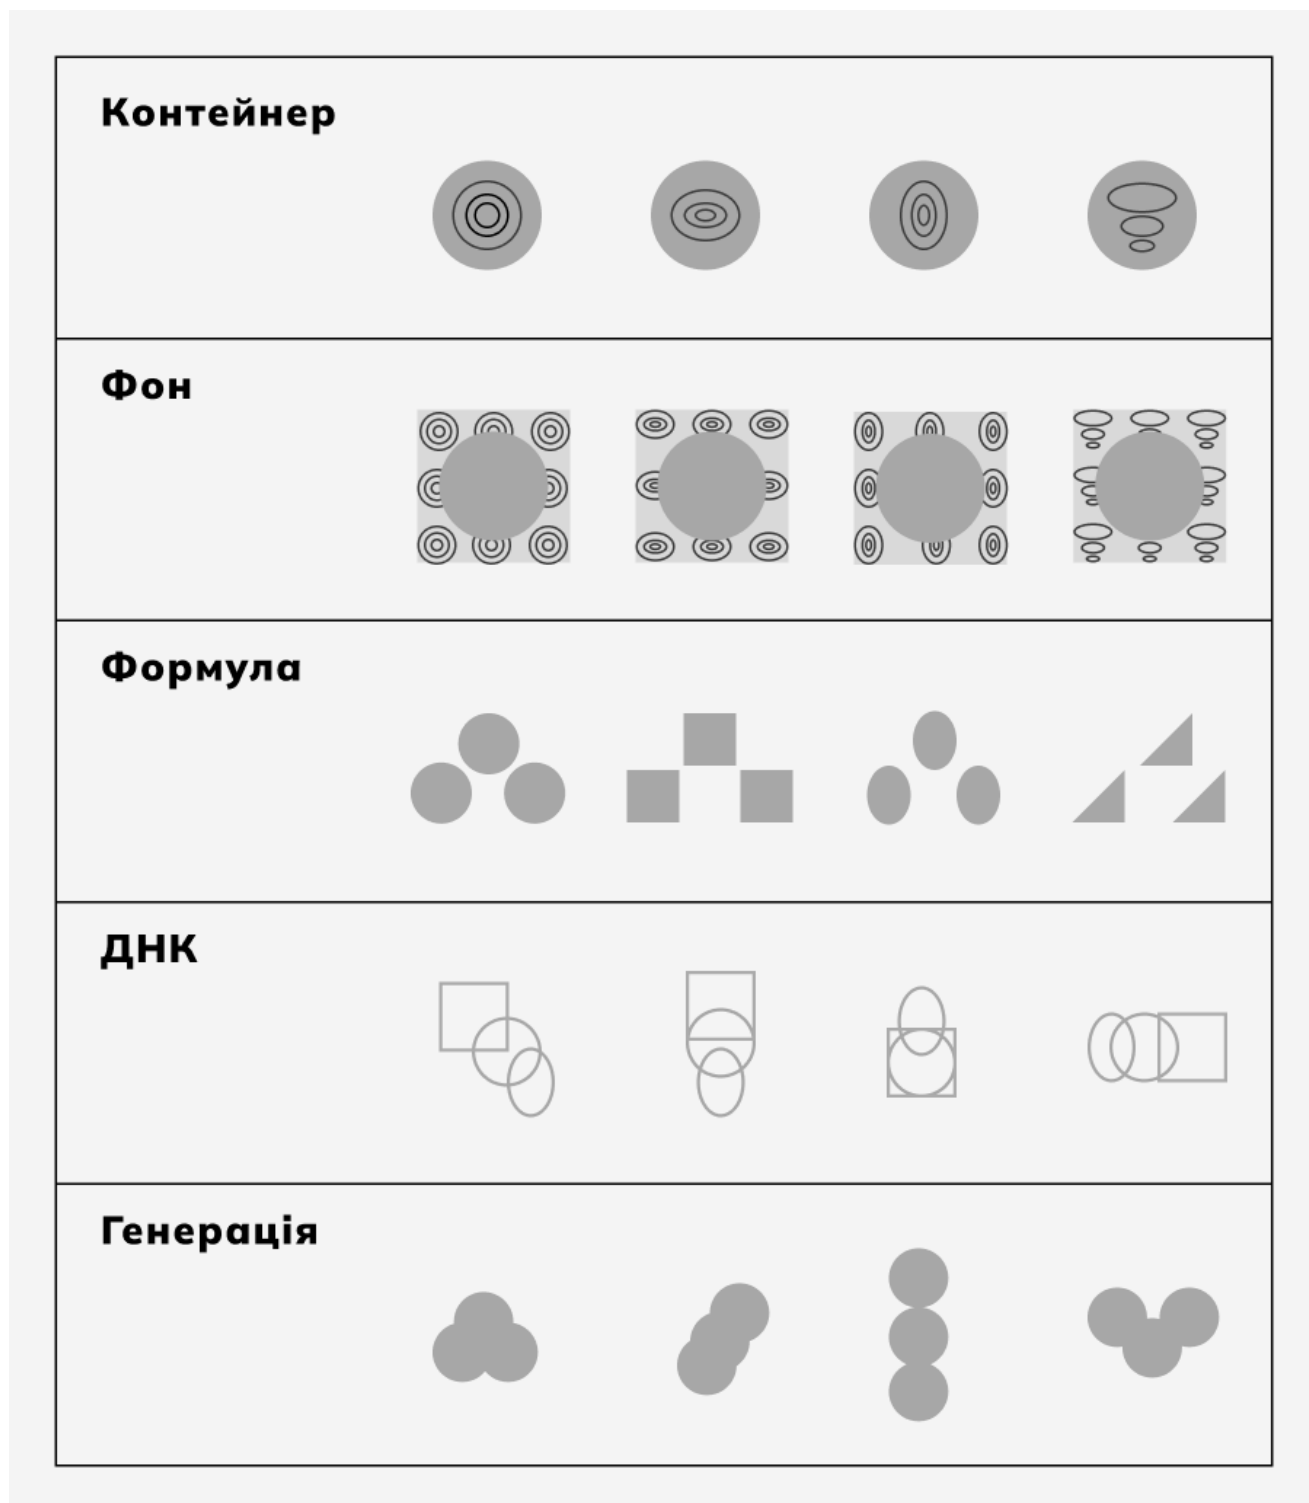 Контейнер
Фон
Формула
ДНК
Генерація